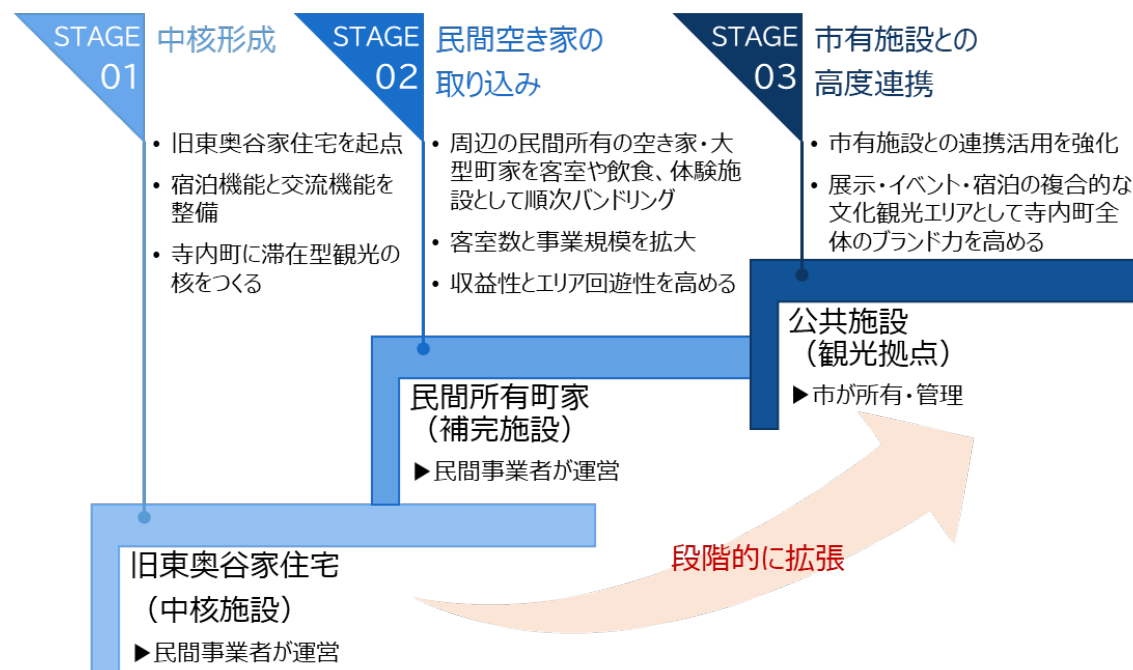 STAGE 01
中核形成
• 旧東奥谷家住宅を起点
• 宿泊機能と交流機能を
整備
• 寺内町に滞在型観光の
核をつくる
旧東奥谷家住宅
（中核施設）
▶民間事業者が運営
STAGE 02
民間空き家の
取り込み
• 周辺の民間所有の空き家・大
型町家を客室や飲食、体験施
設として順次バンドリング
• 客室数と事業規模を拡大
• 収益性とエリア回遊性を高める
民間所有町家
（補完施設）
▶民間事業者が運営
STAGE 03
市有施設との
高度連携
• 市有施設との連携活用を強化
• 展示・イベント・宿泊の複合的な
文化観光エリアとして寺内町全
体のブランド力を高める
公共施設
（観光拠点）
▶市が所有・管理
段階的に拡張